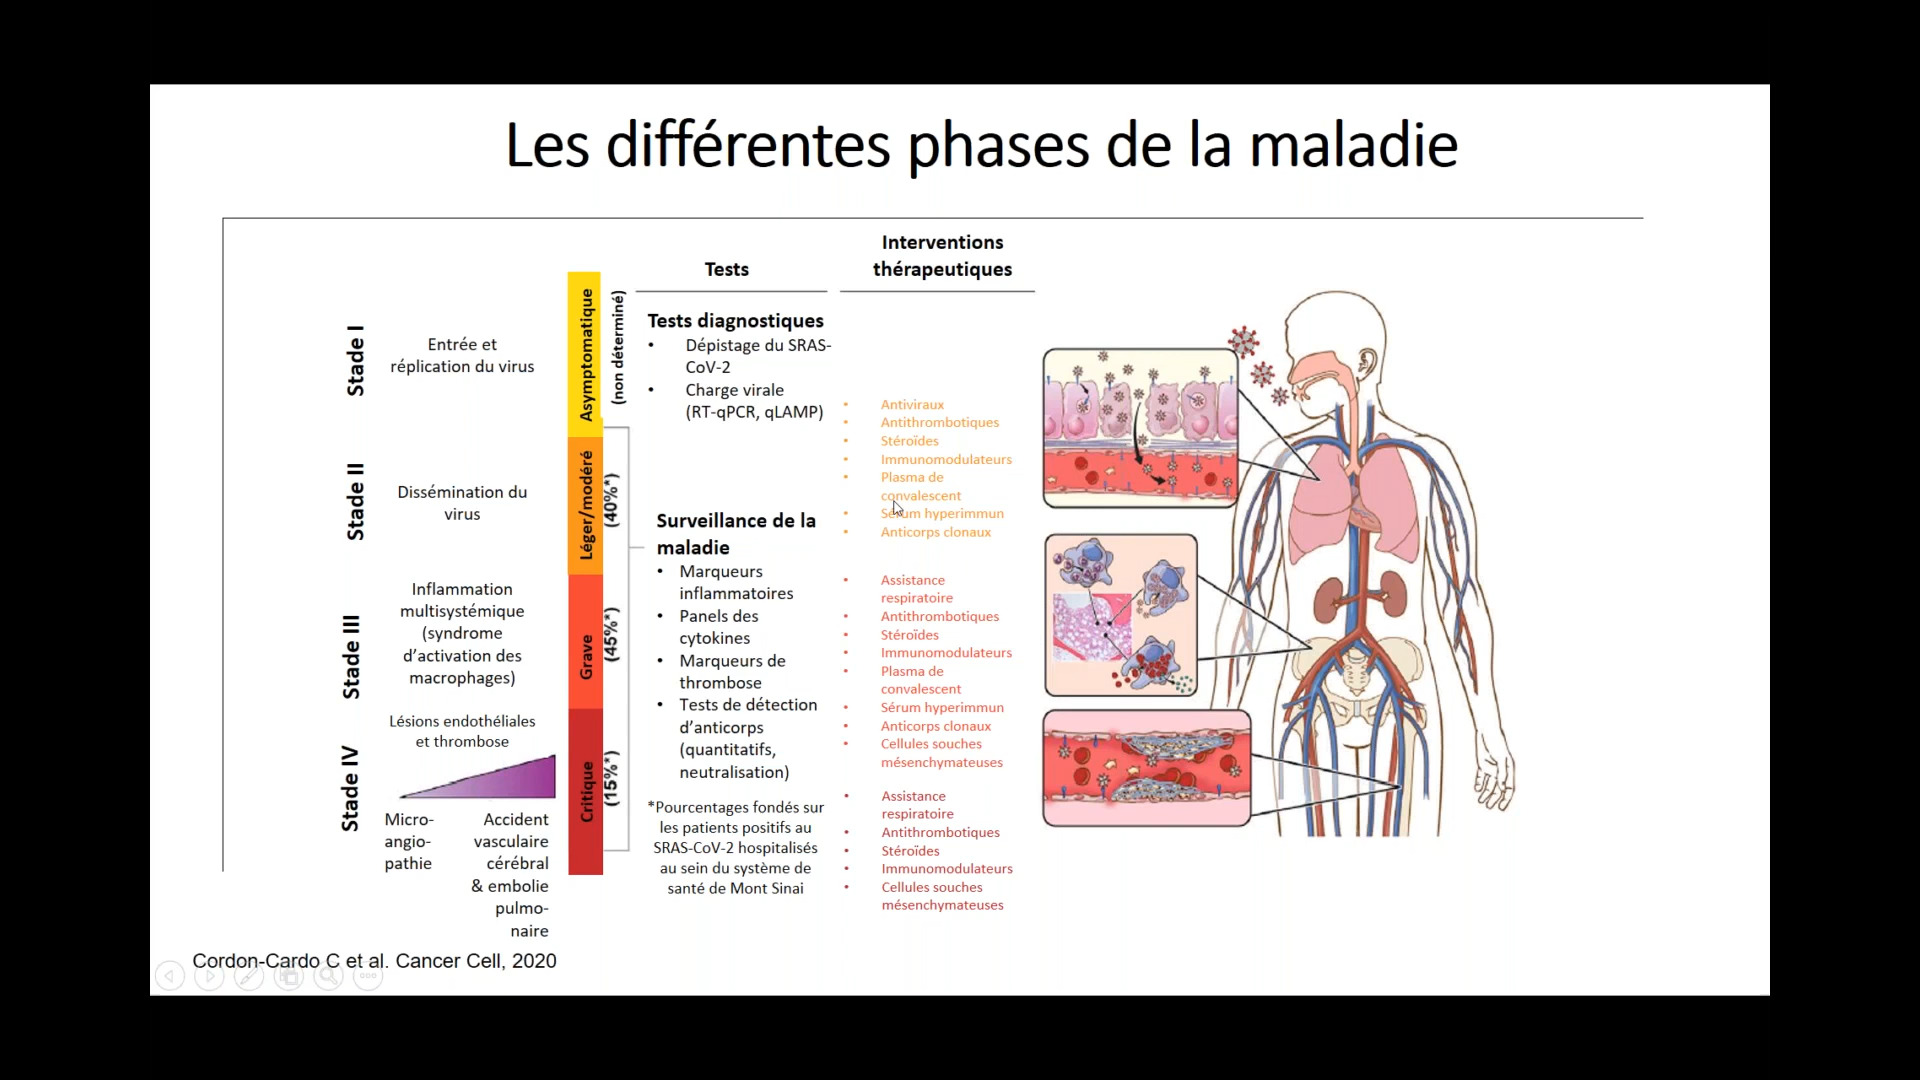 Les différentes phases de la maladie
Stade I
Entrée et
réplication du virus
Stade II
Dissémination du
virus
Stade III
Inflammation
multisystémique
(syndrome
d’activation des
macrophages)
Stade IV
Lésions endothéliales
et thrombose
Micro-
angio-
pathie
Accident
vasculaire
cérébral
& embolie
pulmo-
naire
Asymptomatique
(non déterminé)
Léger/modéré
(40%*)
Grave
(45%*)
Critique
(15%*)
Tests
Tests diagnostiques
• Dépistage du SRAS-
CoV-2
• Charge virale
(RT-qPCR, qLAMP)
Surveillance de la
maladie
• Marqueurs
inflammatoires
• Panels des
cytokines
• Marqueurs de
thrombose
• Tests de détection
d’anticorps
(quantitatifs,
neutralisation)
*Pourcentages fondés sur
les patients positifs au
SRAS-CoV-2 hospitalisés
au sein du système de
santé de Mont Sinai
Interventions
thérapeutiques
• Antiviraux
• Antithrombotiques
• Stéroïdes
• Immunomodulateurs
• Plasma de
convalescent
• Sérum hyperimmun
• Anticorps clonaux
• Assistance
respiratoire
• Antithrombotiques
• Stéroïdes
• Immunomodulateurs
• Plasma de
convalescent
• Sérum hyperimmun
• Anticorps clonaux
• Cellules souches
mésenchymateuses
• Assistance
respiratoire
• Antithrombotiques
• Stéroïdes
• Immunomodulateurs
• Cellules souches
mésenchymateuses
Cordon-Cardo C et al. Cancer Cell, 2020